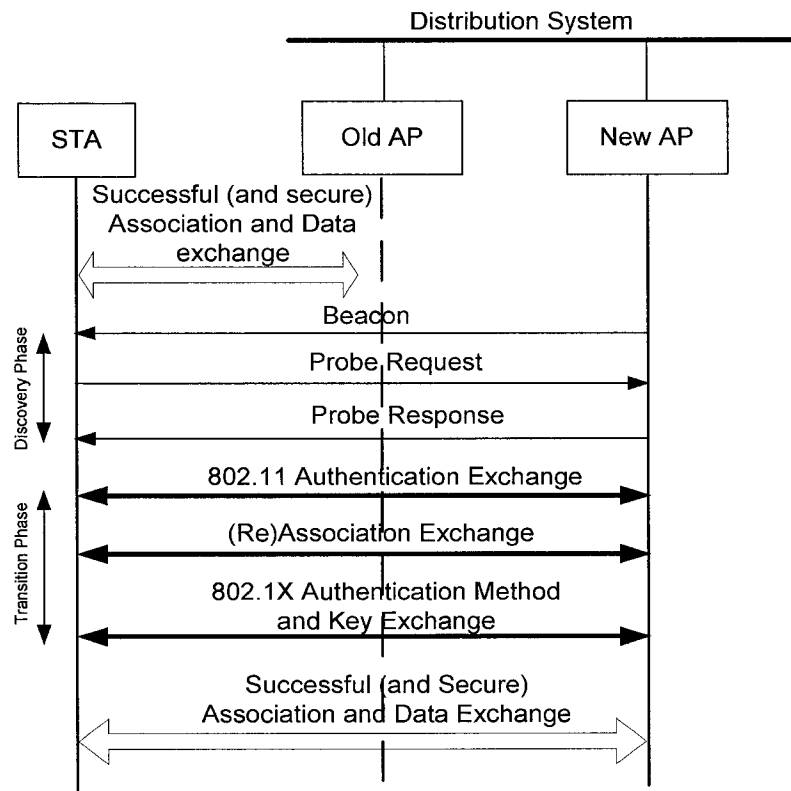 Distribution System
STA
Old AP
New AP
Successful (and secure)
Association and Data
exchange
Beacon
Discovery Phase
Probe Request
Probe Response
Transition Phase
802.11 Authentication Exchange
(Re)Association Exchange
802.1X Authentication Method
and Key Exchange
Successful (and Secure)
Association and Data Exchange